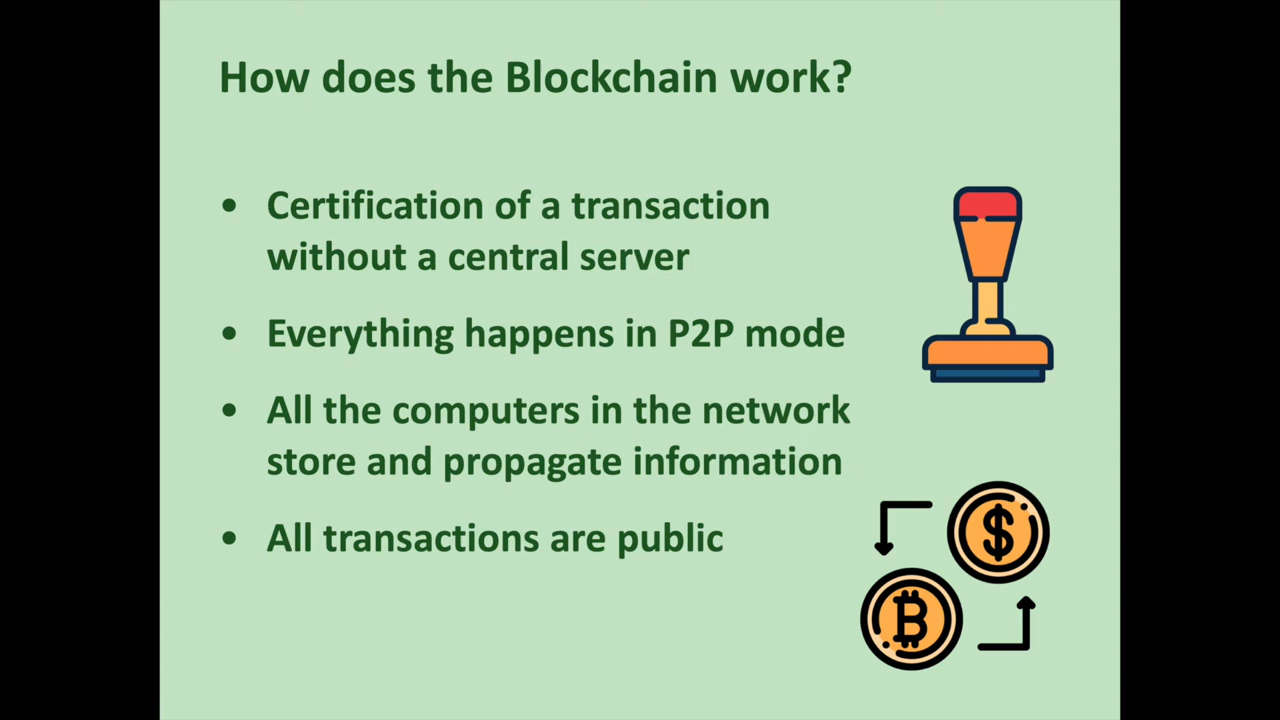 How does the Blockchain work?
• Certification of a transaction
without a central server
• Everything happens in P2P mode
• All the computers in the network
store and propagate information
• All transactions are public